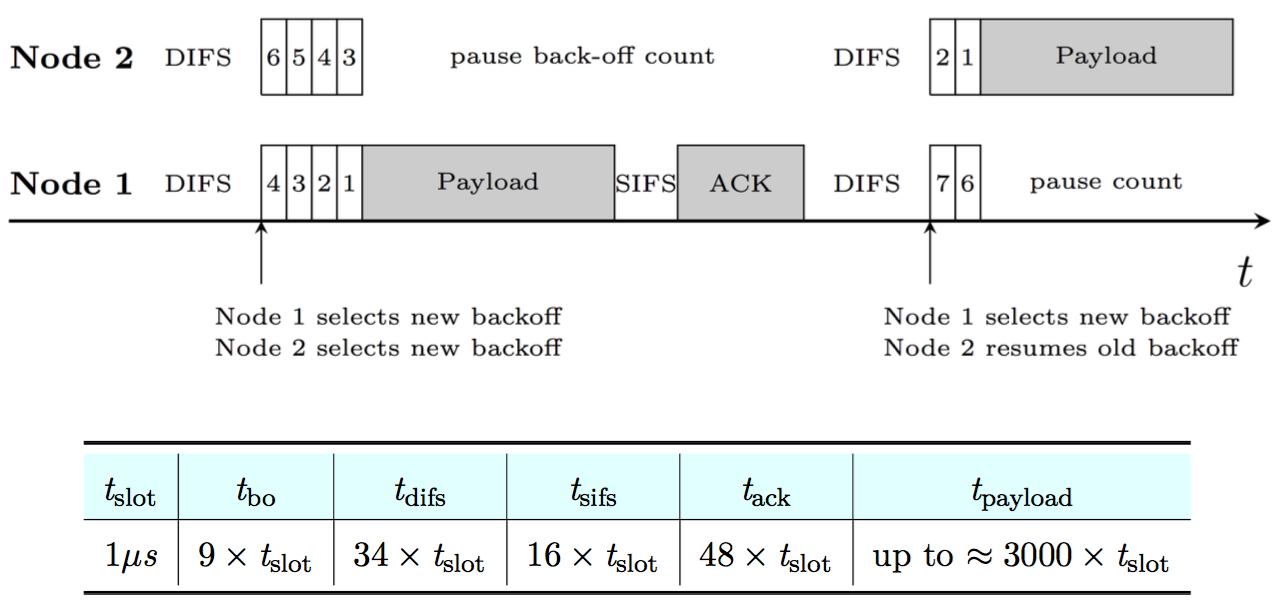 Node 2 DIFS 6 5 4 3 pause back-off count DIFS 2 1 Payload
Node 1 DIFS 4 3 2 1 Payload SIFS ACK DIFS 7 6 pause count
t
Node 1 selects new backoff Node 1 selects new backoff
Node 2 selects new backoff Node 2 resumes old backoff
t_slot t_bo t_difs t_sifs t_ack t_payload
1μs 9 × t_slot 34 × t_slot 16 × t_slot 48 × t_slot up to ≈ 3000 × t_slot